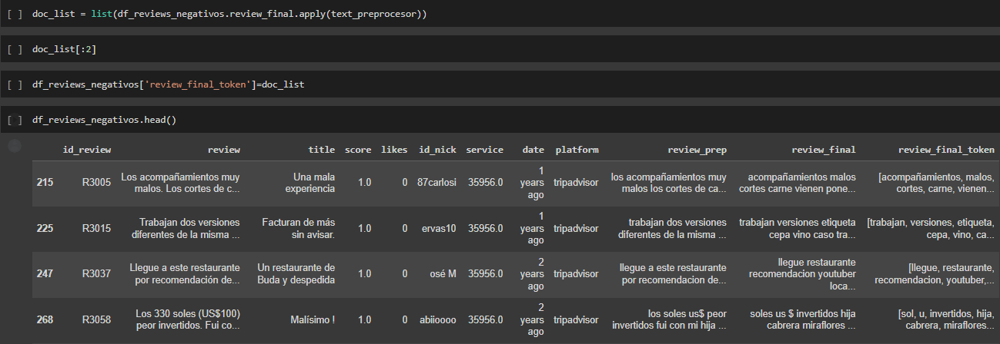 [ ] doc_list = list(df_reviews_negativos.review_final.apply(text_preprocesor))
[ ] doc_list[:2]
[ ] df_reviews_negativos['review_final_token']=doc_list
[ ] df_reviews_negativos.head()
id_review review title score likes id_nick service date platform review_prep review_final review_final_token
215 R3005 Los acompañamientos muy malos. Los cortes de c... Una mala experiencia 1.0 0 87carlosi 35956.0 1 years ago tripadvisor los acompañamientos muy malos los cortes de ca... acompañamientos malos cortes carne vienen pone... [acompañamientos, malos, cortes, carne, vienen...
225 R3015 Trabajan dos versiones diferentes de la misma ... Facturan de más sin avisar. 1.0 0 ervas10 35956.0 1 years ago tripadvisor trabajan dos versiones diferentes de la misma ... trabajan versiones etiqueta cepa vino caso tra... [trabajan, versiones, etiqueta, cepa, vino, ca...
247 R3037 Llegue a este restaurante por recomendación de... Un restaurante de Buda y despedida 1.0 0 osé M 35956.0 2 years ago tripadvisor llegue a este restaurante por recomendacion de... llegue restaurante recomendacion youtuber loca... [llegue, restaurante, recomendacion, youtuber,...
268 R3058 Los 330 soles (US$100) peor invertidos. Fui co... Malísimo ! 1.0 0 abiioooo 35956.0 2 years ago tripadvisor los soles us$ peor invertidos fui con mi hija ... soles us $ invertidos hija cabrera miraflores ... [sol, u, invertidos, hija, cabrera, miraflores...